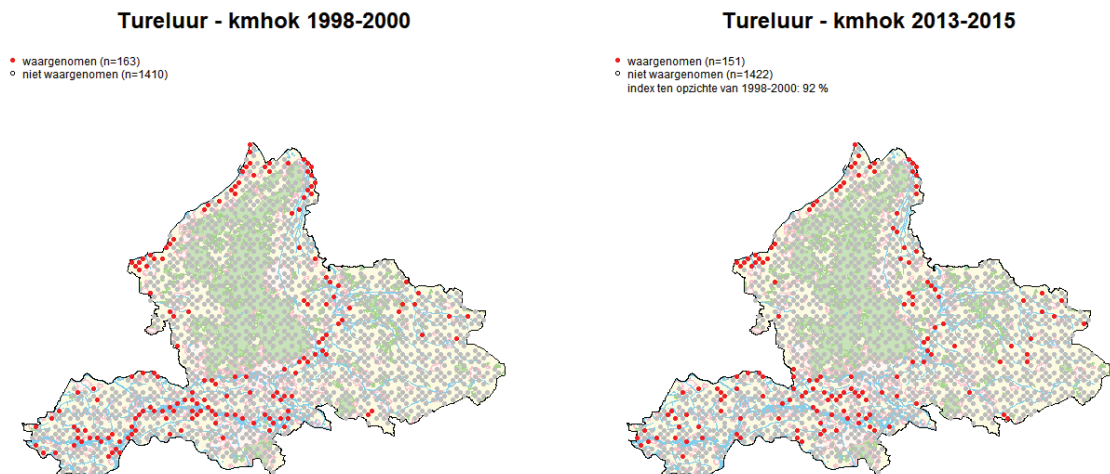 Tureluur - kmhok 1998-2000
waargenomen (n=163)
niet waargenomen (n=1410)
Tureluur - kmhok 2013-2015
waargenomen (n=151)
niet waargenomen (n=1422)
index ten opzichte van 1998-2000: 92 %